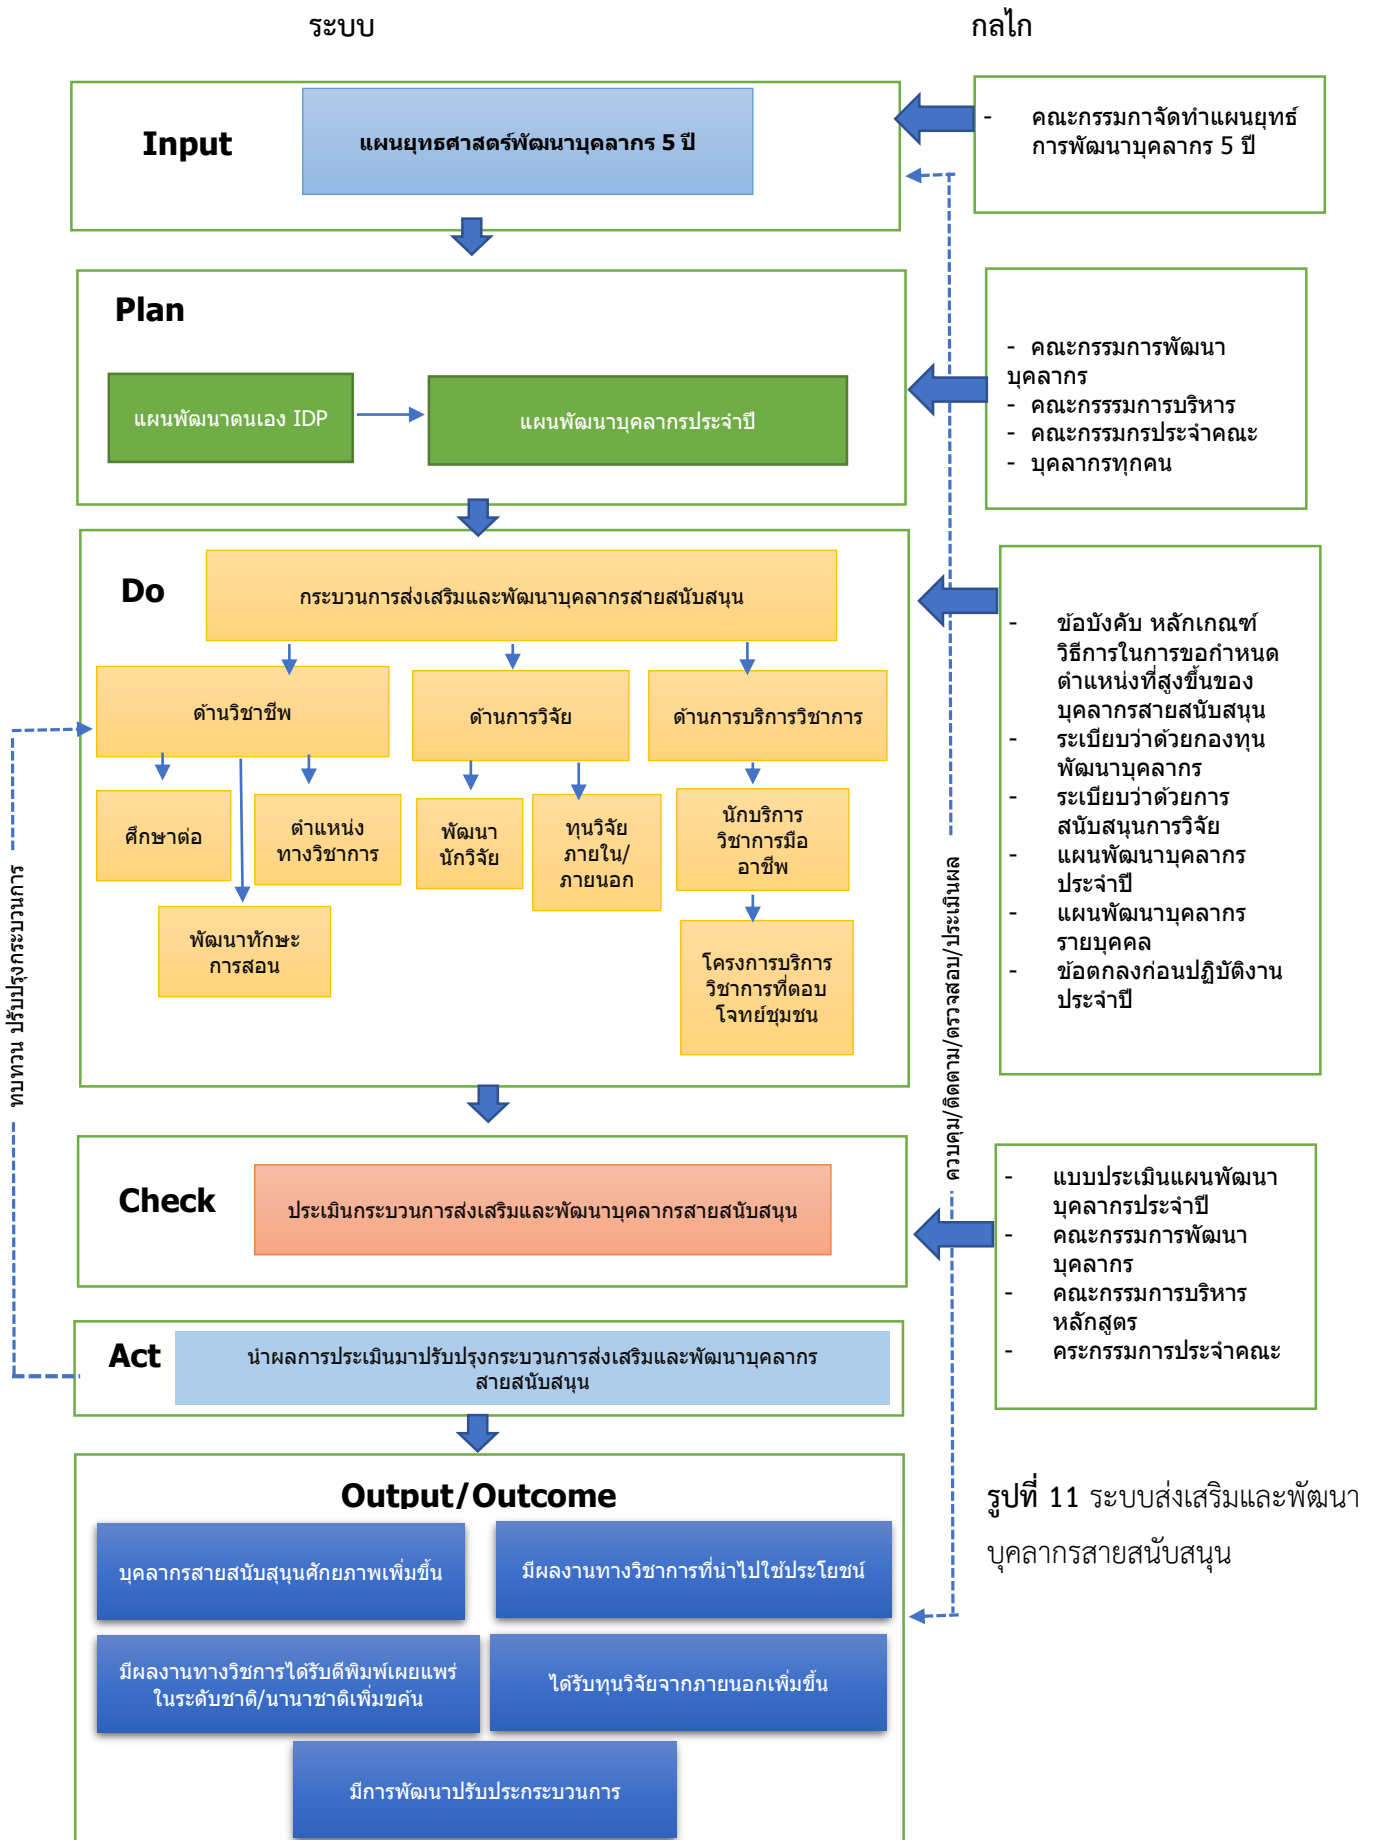 ระบบ
กลไก
Input
แผนยุทธศาสตร์พัฒนาบุคลากร 5 ปี
- คณะกรรมกาจัดทำแผนยุทธ์
การพัฒนาบุคลากร 5 ปี
Plan
แผนพัฒนาตนเอง IDP
แผนพัฒนาบุคลากรประจำปี
- คณะกรรมการพัฒนา
บุคลากร
- คณะกรรรมการบริหาร
- คณะกรรมกรประจำคณะ
- บุคลากรทุกคน
Do
กระบวนการส่งเสริมและพัฒนาบุคลากรสายสนับสนุน
ด้านวิชาชีพ
ด้านการวิจัย
ด้านการบริการวิชาการ
ศึกษาต่อ
ตำแหน่ง
ทางวิชาการ
พัฒนา
นักวิจัย
ทุนวิจัย
ภายใน/
ภายนอก
นักบริการ
วิชาการมือ
อาชีพ
พัฒนาทักษะ
การสอน
โครงการบริการ
วิชาการที่ตอบ
โจทย์ชุมชน
- ข้อบังคับ หลักเกณฑ์
วิธีการในการขอกำหนด
ตำแหน่งที่สูงขึ้นของ
บุคลากรสายสนับสนุน
- ระเบียบว่าด้วยกองทุน
พัฒนาบุคลากร
- ระเบียบว่าด้วยการ
สนับสนุนการวิจัย
- แผนพัฒนาบุคลากร
ประจำปี
- แผนพัฒนาบุคลากร
รายบุคคล
- ข้อตกลงก่อนปฏิบัติงาน
ประจำปี
ทบทวน ปรับปรุงกระบวนการ
ควบคุม/ติดตาม/ตรวจสอบ/ประเมินผล
Check
ประเมินกระบวนการส่งเสริมและพัฒนาบุคลากรสายสนับสนุน
- แบบประเมินแผนพัฒนา
บุคลากรประจำปี
- คณะกรรมการพัฒนา
บุคลากร
- คณะกรรมการบริหาร
หลักสูตร
- คระกรรมการประจำคณะ
Act
นำผลการประเมินมาปรับปรุงกระบวนการส่งเสริมและพัฒนาบุคลากร
สายสนับสนุน
Output/Outcome
บุคลากรสายสนับสุนุนศักยภาพเพิ่มขึ้น
มีผลงานทางวิชาการที่นำไปใช้ประโยชน์
มีผลงานทางวิชการได้รับตีพิมพ์เผยแพร่
ในระดับชาติ/นานาชาติเพิ่มขค้น
ได้รับทุนวิจัยจากภายนอกเพิ่มขึ้น
มีการพัฒนาปรับประกระบวนการ
รูปที่ 11 ระบบส่งเสริมและพัฒนา
บุคลากรสายสนับสนุน